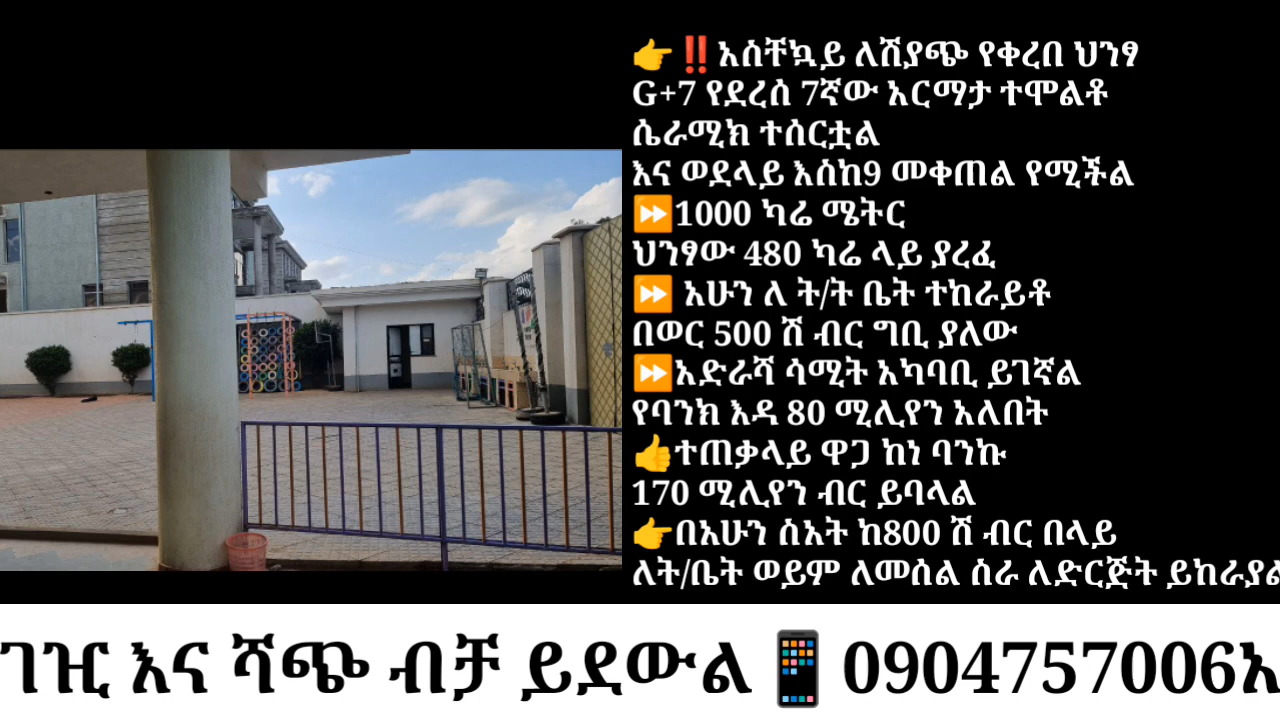 👉‼️አስቸኳይ ለሽያጭ የቀረበ ህንፃ
G+7 የደረሰ 7ኛው አርማታ ተሞልቶ
ሴራሚክ ተሰርቷል
እና ወደላይ እስከ9 መቀጠል የሚችል
⏩1000 ካሬ ሜትር
ህንፃው 480 ካሬ ላይ ያረፈ
⏩ አሁን ለ ት/ት ቤት ተከራይቶ
በወር 500 ሽ ብር ግቢ ያለው
⏩አድራሻ ሳሚት አካባቢ ይገኛል
የባንክ እዳ 80 ሚሊየን አለበት
👍ተጠቃላይ ዋጋ ከነ ባንኩ
170 ሚሊየን ብር ይባላል
👉በአሁን ስአት ከ800 ሽ ብር በላይ
ለት/ቤት ወይም ለመሰል ስራ ለድርጅት ይከራያል
ገዢ እና ሻጭ ብቻ ይደውል📱0904757006አ